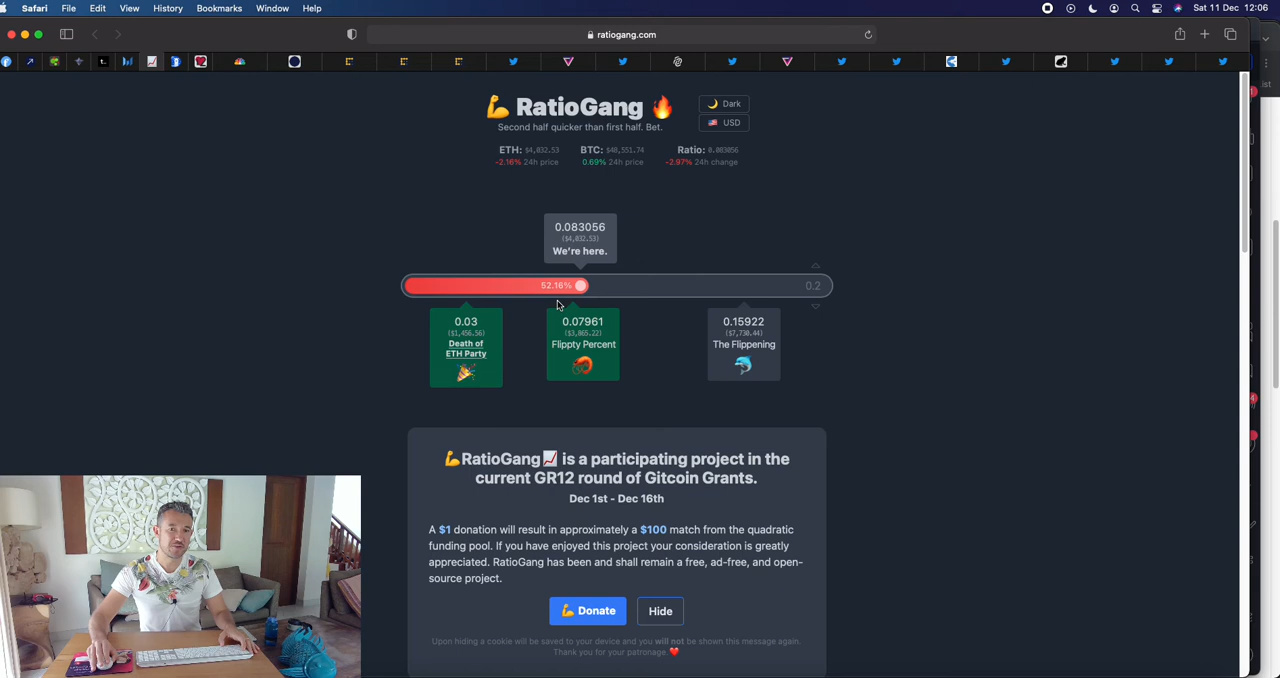 Safari File Edit View History Bookmarks Window Help
Sat 11 Dec 12:06
ratiogang.com
💪 RatioGang 🔥
Second half quicker than first half. Bet.
🌙 Dark
🇺🇸 USD
ETH: $4,032.53
-2.16% 24h price
BTC: $48,551.74
0.69% 24h price
Ratio: 0.083056
-2.97% 24h change
0.083056
($4,032.53)
We're here.
52.16%
0.2
0.03
($1,456.56)
Death of
ETH Party
🎉
0.07961
($3,865.22)
Flippty Percent
🦐
0.15922
($7,730.44)
The Flippening
🐬
💪RatioGang📈 is a participating project in the
current GR12 round of Gitcoin Grants.
Dec 1st - Dec 16th
A $1 donation will result in approximately a $100 match from the quadratic
funding pool. If you have enjoyed this project your consideration is greatly
appreciated. RatioGang has been and shall remain a free, ad-free, and open-
source project.
💪 Donate
Hide
Upon hiding a cookie will be saved to your device and you will not be shown this message again.
Thank you for your patronage.❤️
ist